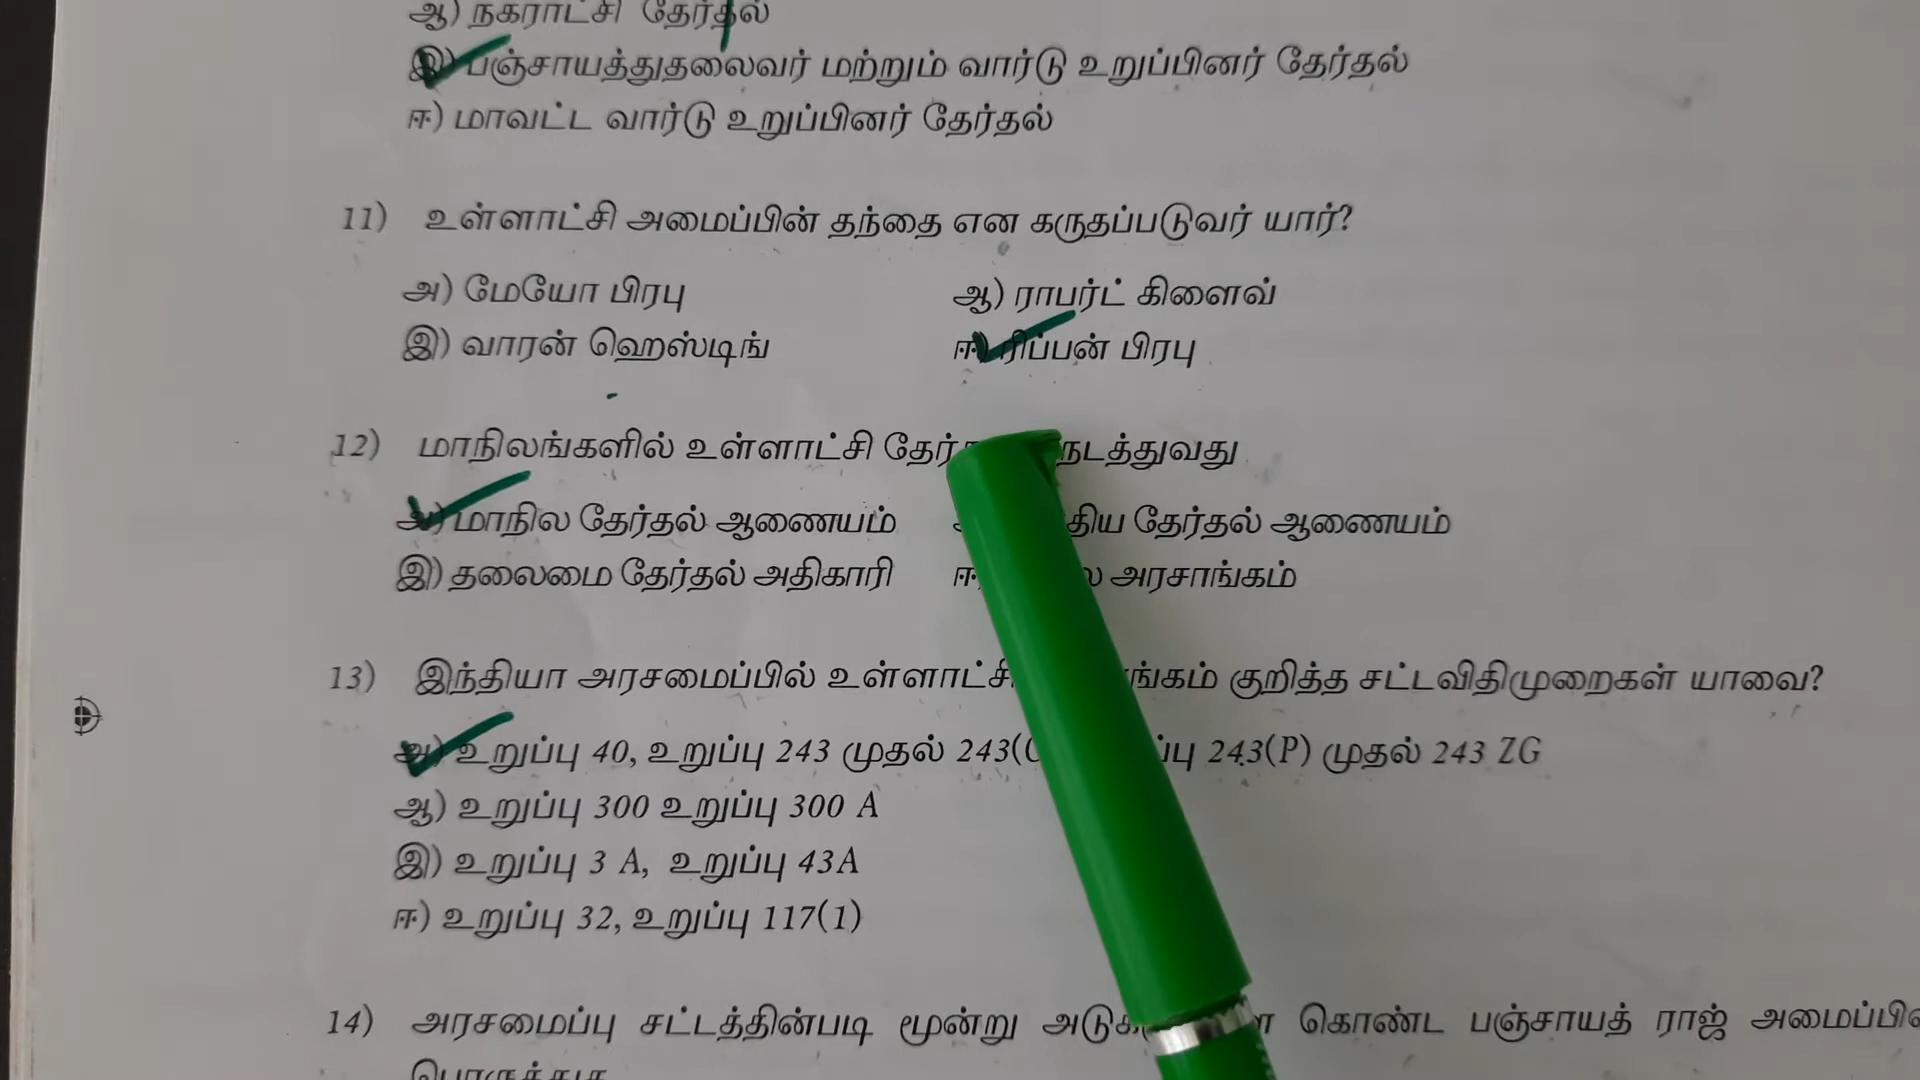 ஆ) நகராட்சி தேர்தல்
இ) பஞ்சாயத்துதலைவர் மற்றும் வார்டு உறுப்பினர் தேர்தல்
ஈ) மாவட்ட வார்டு உறுப்பினர் தேர்தல்
11) உள்ளாட்சி அமைப்பின் தந்தை என கருதப்படுவர் யார்?
அ) மேயோ பிரபு ஆ) ராபர்ட் கிளைவ்
இ) வாரன் ஹெஸ்டிங் ஈ) ரிப்பன் பிரபு
12) மாநிலங்களில் உள்ளாட்சி நடத்துவது
அ) மாநில தேர்தல் ஆணையம் தேர்தல் ஆணையம்
இ) தலைமை தேர்தல் அதிகாரி ஈ) அரசாங்கம்
13) இந்தியா அரசமைப்பில் உள்ளாட்சி குறித்த சட்டவிதிமுறைகள் யாவை?
அ) உறுப்பு 40, உறுப்பு 243 முதல் 243(P) முதல் 243 ZG
ஆ) உறுப்பு 300 உறுப்பு 300 A
இ) உறுப்பு 3 A, உறுப்பு 43A
ஈ) உறுப்பு 32, உறுப்பு 117(1)
14) அரசமைப்பு சட்டத்தின்படி மூன்று கொண்ட பஞ்சாயத் ராஜ்